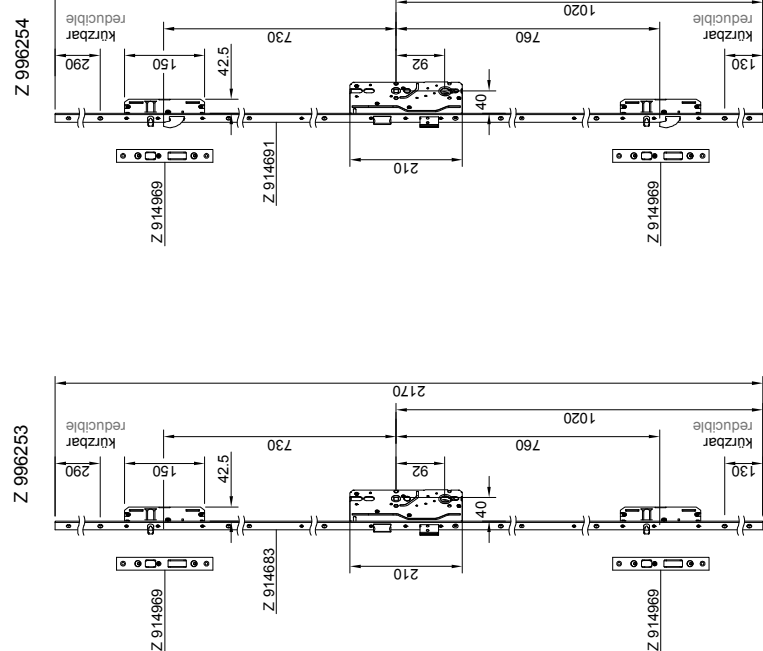 Z 996254
1020
kürzbar
reducible
290
730
760
kürzbar
reducible
130
150
42.5
92
40
210
Z 914969
Z 914691
Z 914969
Z 996253
2170
1020
kürzbar
reducible
290
730
760
kürzbar
reducible
130
150
42.5
92
40
210
Z 914969
Z 914683
Z 914969